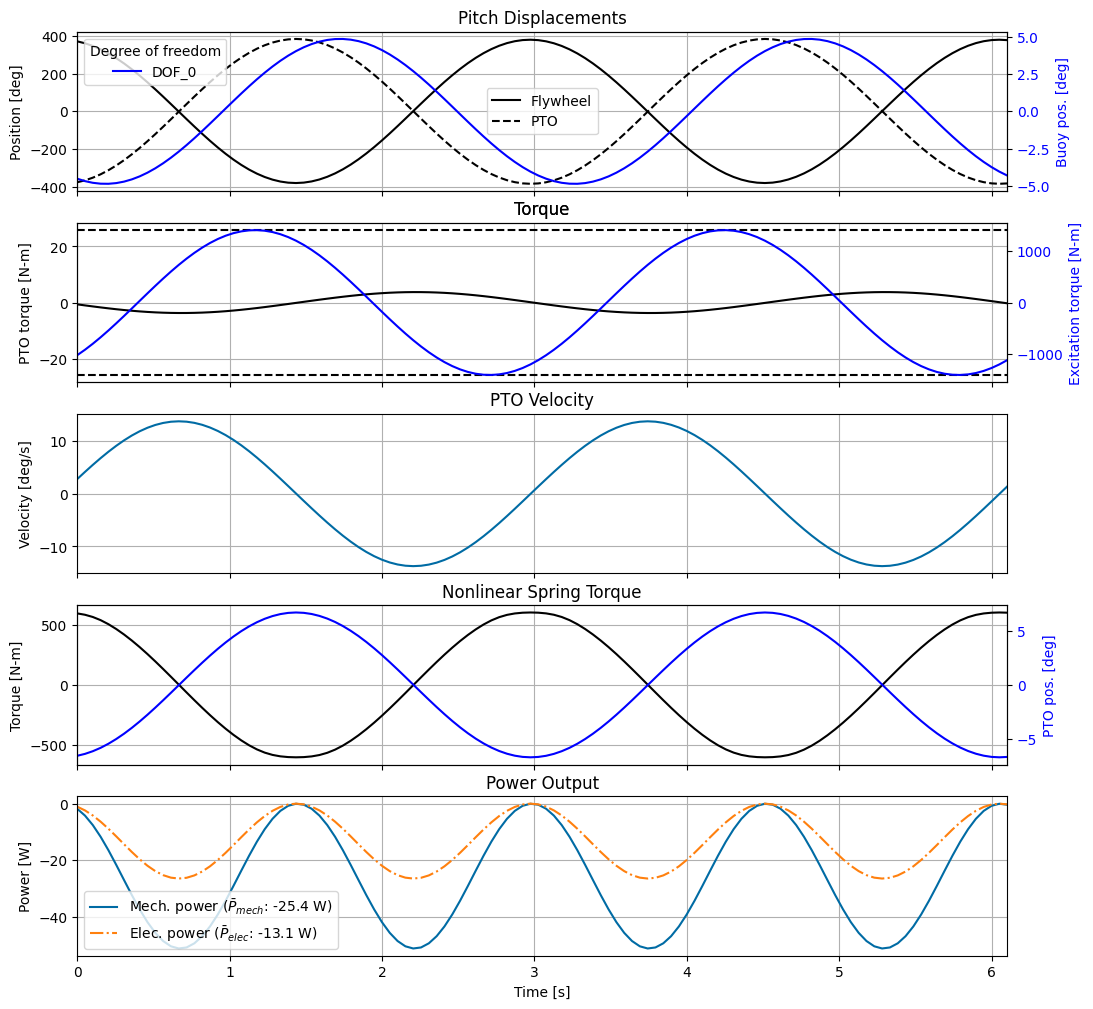 Pitch Displacements
Position [deg]
400
200
0
−200
−400
Degree of freedom
DOF_0
Flywheel
PTO
5.0
2.5
0.0
−2.5
−5.0
Buoy pos. [deg]
Torque
PTO torque [N-m]
20
0
−20
1000
0
−1000
Excitation torque [N-m]
PTO Velocity
Velocity [deg/s]
10
0
−10
Nonlinear Spring Torque
Torque [N-m]
500
0
−500
5
0
−5
PTO pos. [deg]
Power Output
Power [W]
0
−20
−40
Mech. power (P̄mech: -25.4 W)
Elec. power (P̄elec: -13.1 W)
0 1 2 3 4 5 6
Time [s]